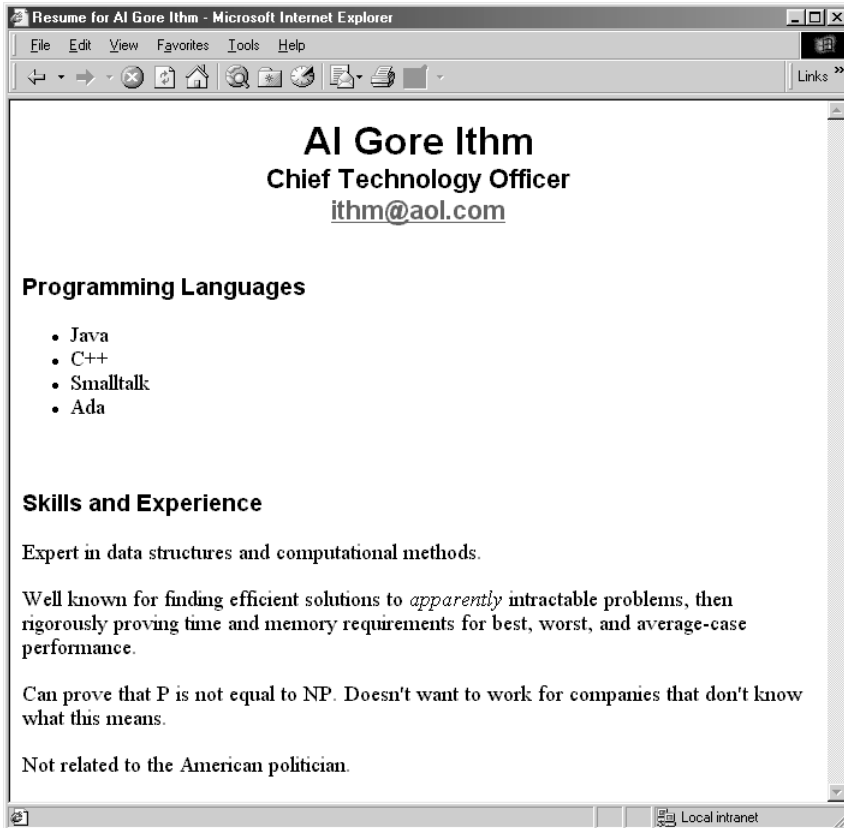 Resume for Al Gore Ithm - Microsoft Internet Explorer
File Edit View Favorites Tools Help
Links »
Al Gore Ithm
Chief Technology Officer
ithm@aol.com
Programming Languages
• Java
• C++
• Smalltalk
• Ada
Skills and Experience
Expert in data structures and computational methods.
Well known for finding efficient solutions to apparently intractable problems, then
rigorously proving time and memory requirements for best, worst, and average-case
performance.
Can prove that P is not equal to NP. Doesn't want to work for companies that don't know
what this means.
Not related to the American politician.
Local intranet